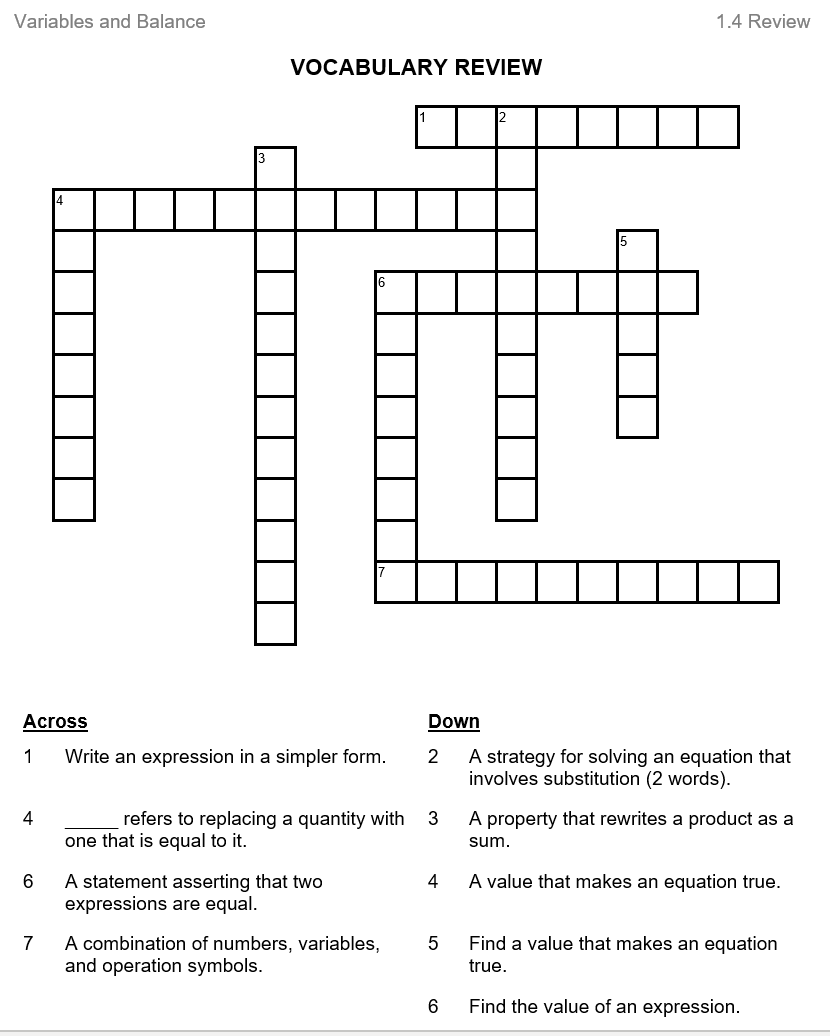 Variables and Balance 1.4 Review
VOCABULARY REVIEW
1 2
3
4
5
6
7
Across
1 Write an expression in a simpler form.
4 _____ refers to replacing a quantity with
one that is equal to it.
6 A statement asserting that two
expressions are equal.
7 A combination of numbers, variables,
and operation symbols.
Down
2 A strategy for solving an equation that
involves substitution (2 words).
3 A property that rewrites a product as a
sum.
4 A value that makes an equation true.
5 Find a value that makes an equation
true.
6 Find the value of an expression.